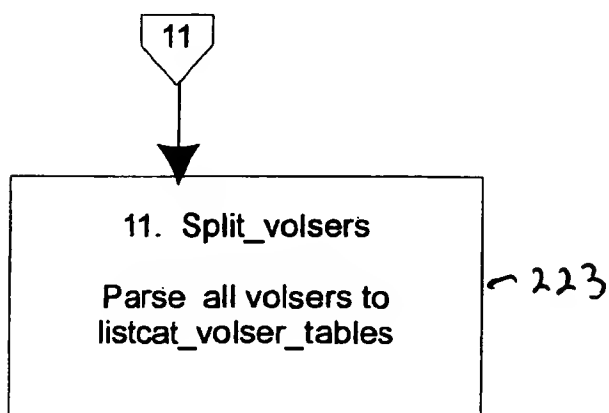 11
11. Split_volsers
Parse all volsers to
listcat_volser_tables
223